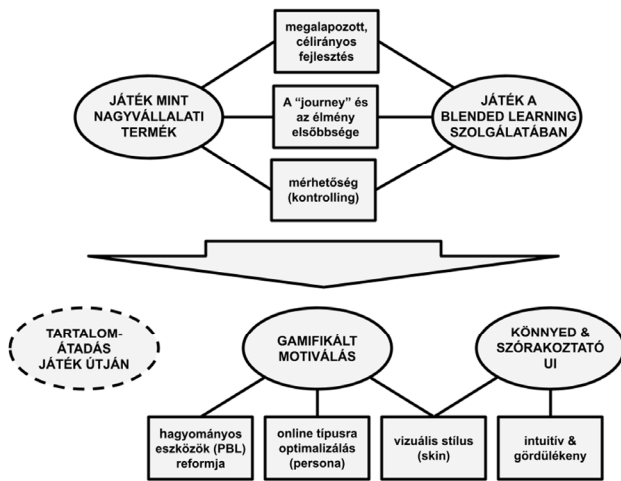 megalapozott,
célirányos
fejlesztés
JÁTÉK MINT
NAGYVÁLLALATI
TERMÉK
A “journey” és
az élmény
elsőbbsége
JÁTÉK A
BLENDED LEARNING
SZOLGÁLATÁBAN
mérhetőség
(kontrolling)
TARTALOM-
ÁTADÁS
JÁTÉK ÚTJÁN
GAMIFIKÁLT
MOTIVÁLÁS
KÖNNYED &
SZÓRAKOZTATÓ
UI
hagyományos
eszközök (PBL)
reformja
online típusra
optimalizálás
(persona)
vizuális stílus
(skin)
intuitív &
gördülékeny